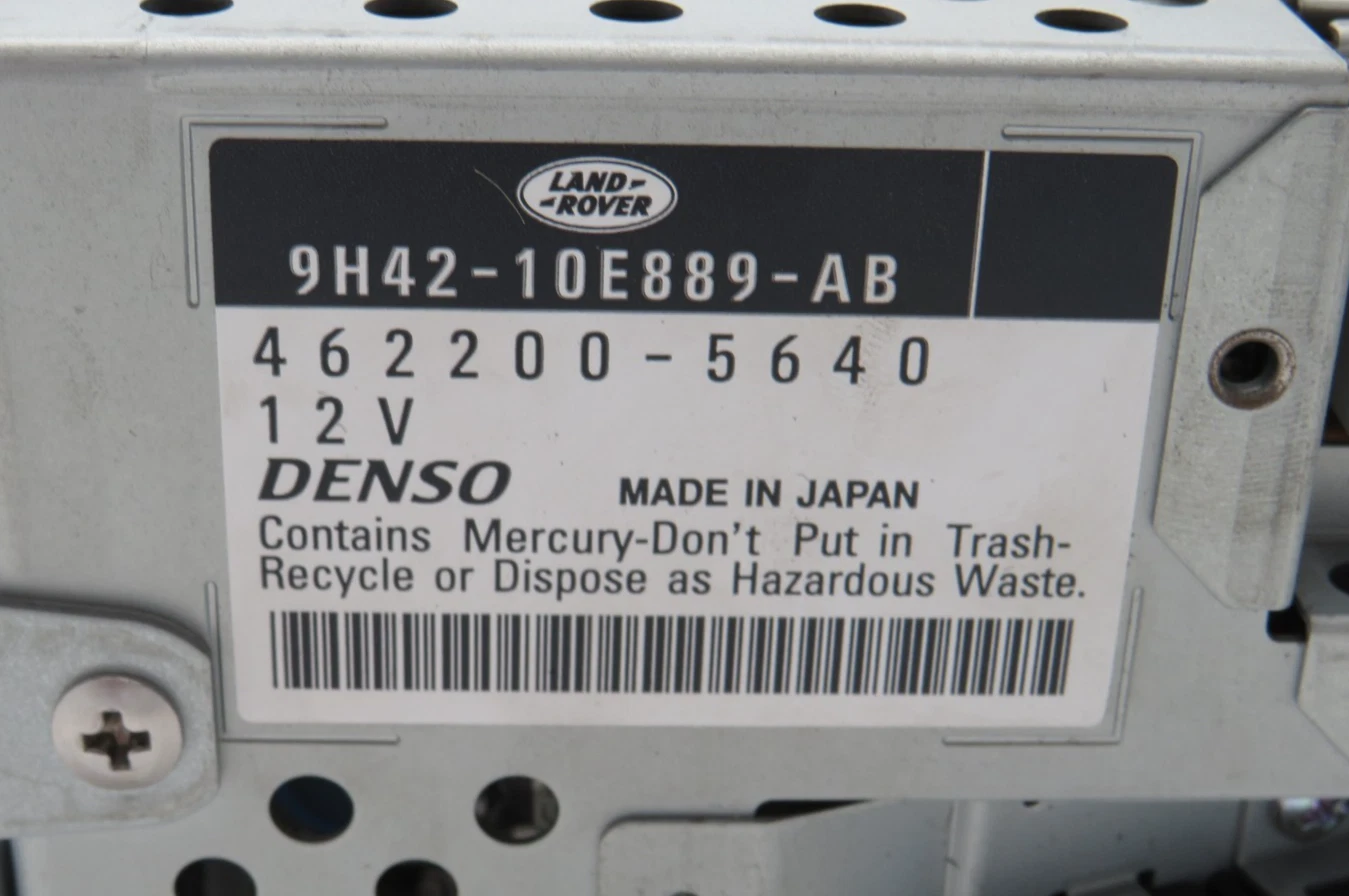 LAND-
-ROVER
9H42-10E889-AB
462200-5640
12V
DENSO MADE IN JAPAN
Contains Mercury-Don't Put in Trash-
Recycle or Dispose as Hazardous Waste.